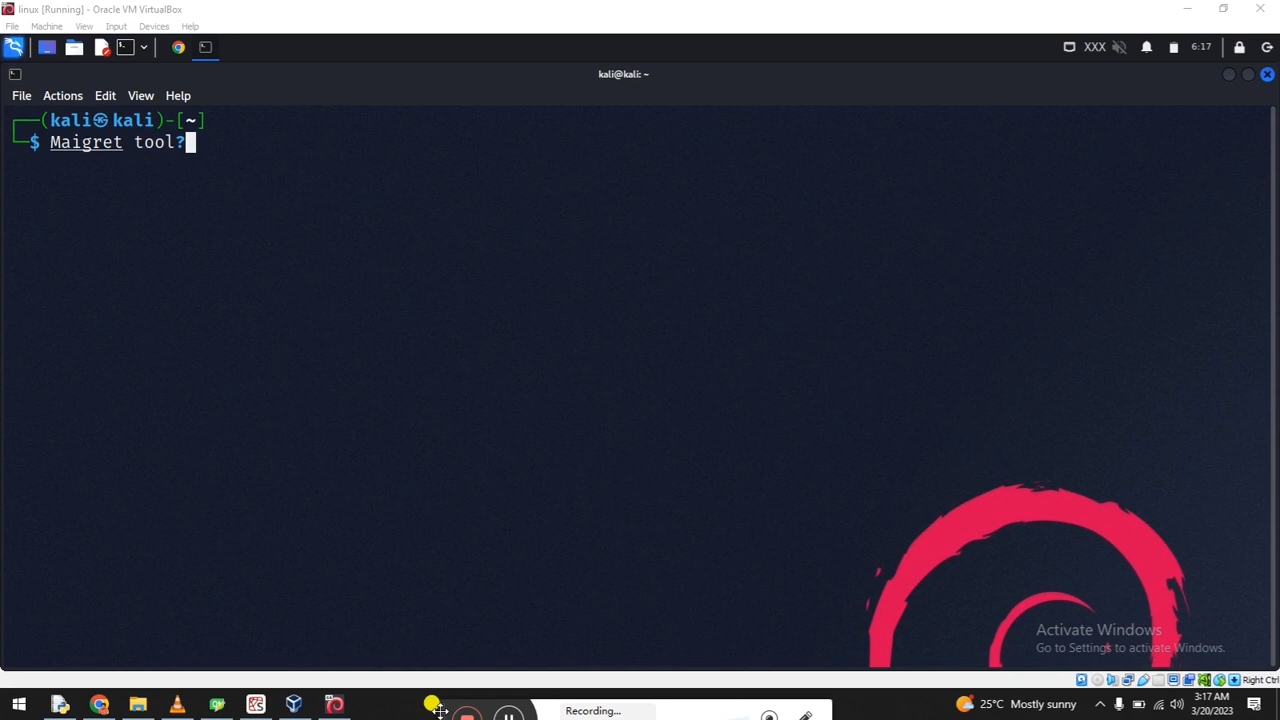 linux [Running] - Oracle VM VirtualBox
File Machine View Input Devices Help
XXX 6:17
kali@kali: ~
File Actions Edit View Help
(kali㉿kali)-[~]
$ Maigret tool?
Activate Windows
Go to Settings to activate Windows.
Right Ctrl
Recording...
25°C Mostly sunny
3:17 AM
3/20/2023